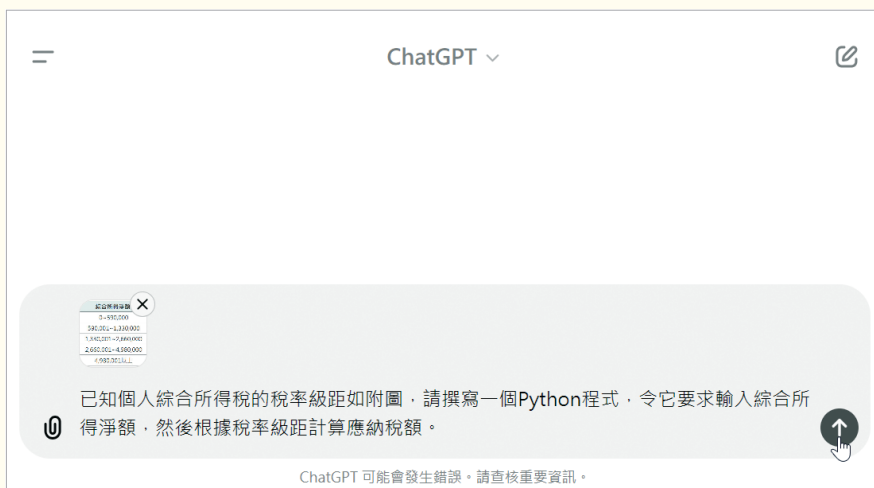 ChatGPT
綜合所得淨額
0~590,000
590,001~1,330,000
1,330,001~2,660,000
2,660,001~4,980,000
4,980,001以上
已知個人綜合所得稅的稅率級距如附圖，請撰寫一個Python程式，令它要求輸入綜合所
得淨額，然後根據稅率級距計算應納稅額。
ChatGPT 可能會發生錯誤。請查核重要資訊。